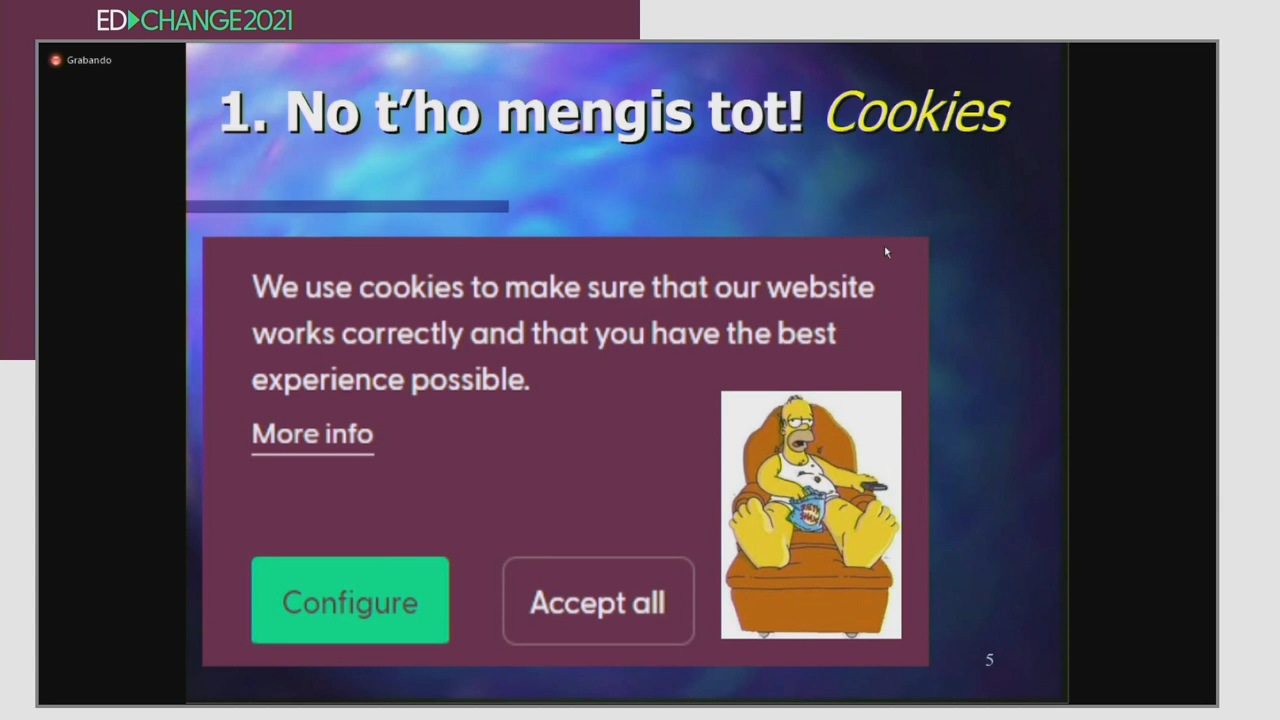 ED▶CHANGE2021
Grabando
1. No t’ho mengis tot! Cookies
We use cookies to make sure that our website
works correctly and that you have the best
experience possible.
More info
Configure
Accept all
5